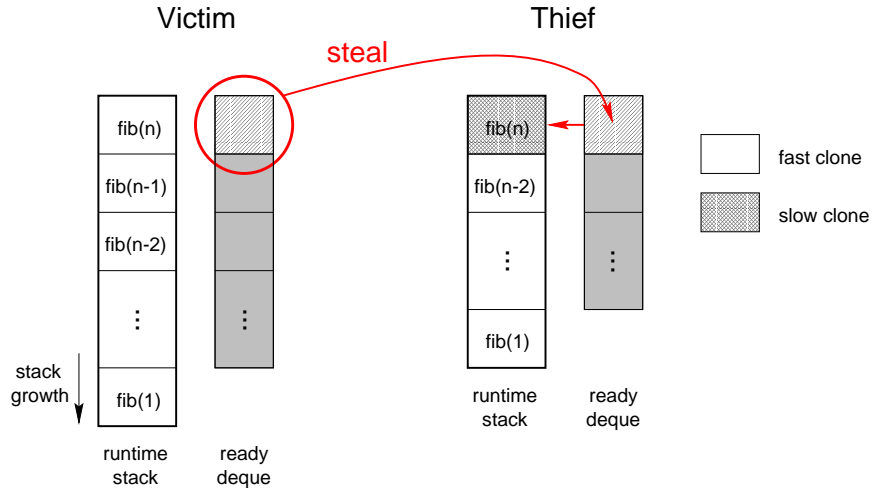 Victim
Thief
steal
fib(n)
fib(n-1)
fib(n-2)
⋮
⋮
fib(1)
stack
growth
runtime
stack
ready
deque
fib(n)
fib(n-2)
⋮
⋮
fib(1)
runtime
stack
ready
deque
fast clone
slow clone